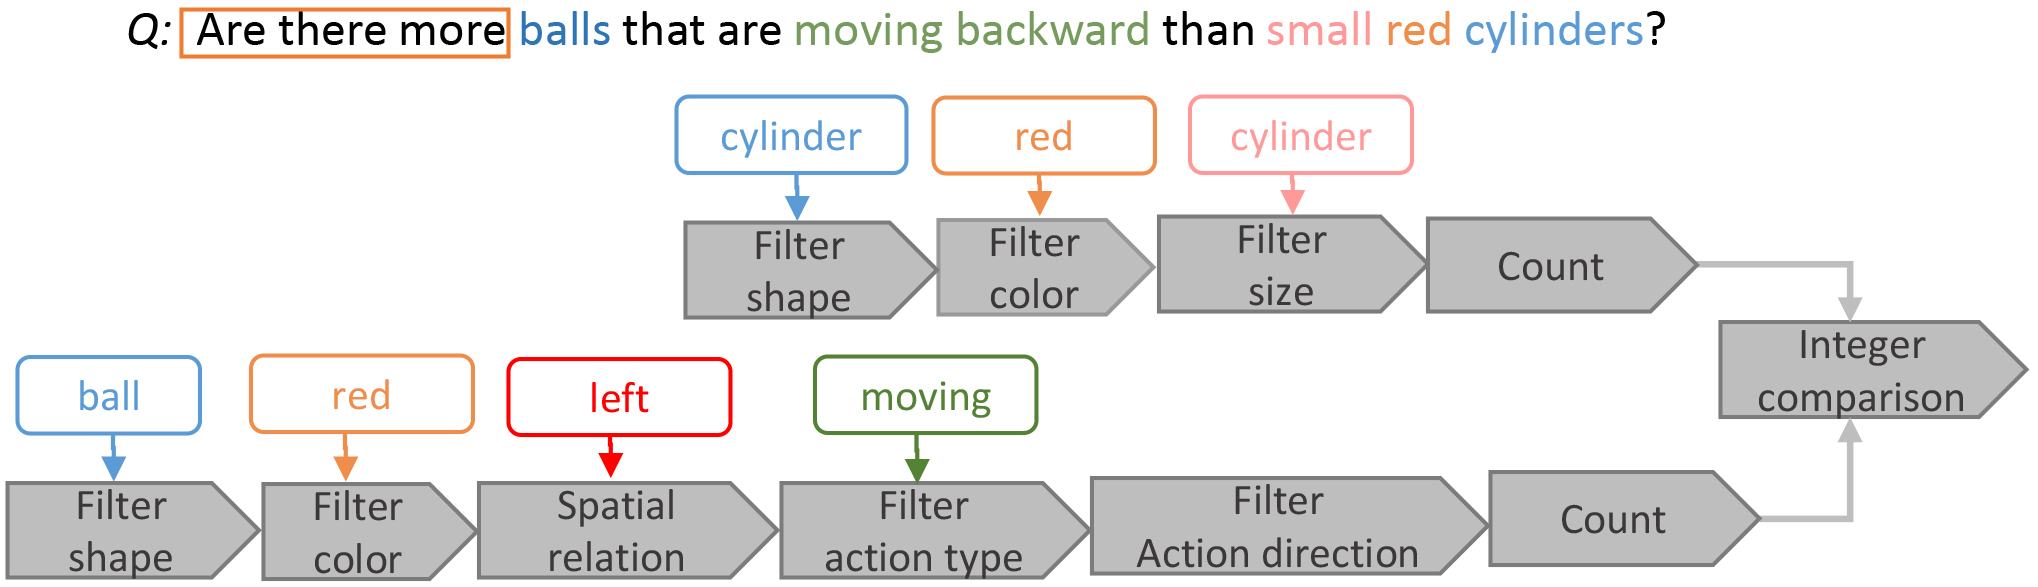 Q: Are there more balls that are moving backward than small red cylinders?
cylinder
red
cylinder
Filter
shape
Filter
color
Filter
size
Count
Integer
comparison
ball
red
left
moving
Filter
shape
Filter
color
Spatial
relation
Filter
action type
Filter
Action direction
Count